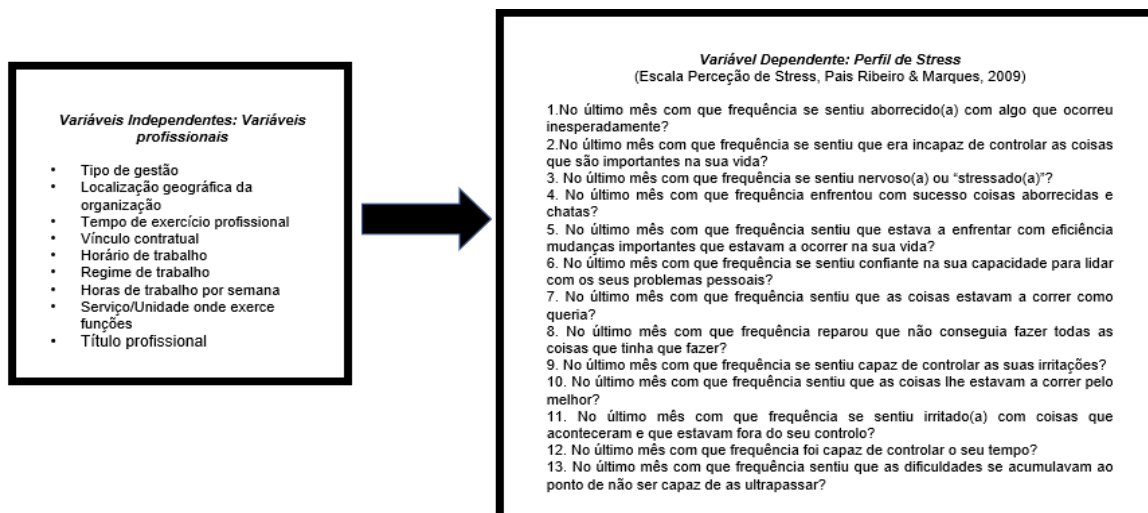 Variáveis Independentes: Variáveis
profissionais
• Tipo de gestão
• Localização geográfica da
organização
• Tempo de exercício profissional
• Vínculo contratual
• Horário de trabalho
• Regime de trabalho
• Horas de trabalho por semana
• Serviço/Unidade onde exerce
funções
• Título profissional
Variável Dependente: Perfil de Stress
(Escala Perceção de Stress, Pais Ribeiro & Marques, 2009)
1.No último mês com que frequência se sentiu aborrecido(a) com algo que ocorreu
inesperadamente?
2.No último mês com que frequência se sentiu que era incapaz de controlar as coisas
que são importantes na sua vida?
3. No último mês com que frequência se sentiu nervoso(a) ou “stressado(a)”?
4. No último mês com que frequência enfrentou com sucesso coisas aborrecidas e
chatas?
5. No último mês com que frequência sentiu que estava a enfrentar com eficiência
mudanças importantes que estavam a ocorrer na sua vida?
6. No último mês com que frequência se sentiu confiante na sua capacidade para lidar
com os seus problemas pessoais?
7. No último mês com que frequência sentiu que as coisas estavam a correr como
queria?
8. No último mês com que frequência reparou que não conseguia fazer todas as
coisas que tinha que fazer?
9. No último mês com que frequência se sentiu capaz de controlar as suas irritações?
10. No último mês com que frequência sentiu que as coisas lhe estavam a correr pelo
melhor?
11. No último mês com que frequência se sentiu irritado(a) com coisas que
aconteceram e que estavam fora do seu controlo?
12. No último mês com que frequência foi capaz de controlar o seu tempo?
13. No último mês com que frequência sentiu que as dificuldades se acumulavam ao
ponto de não ser capaz de as ultrapassar?